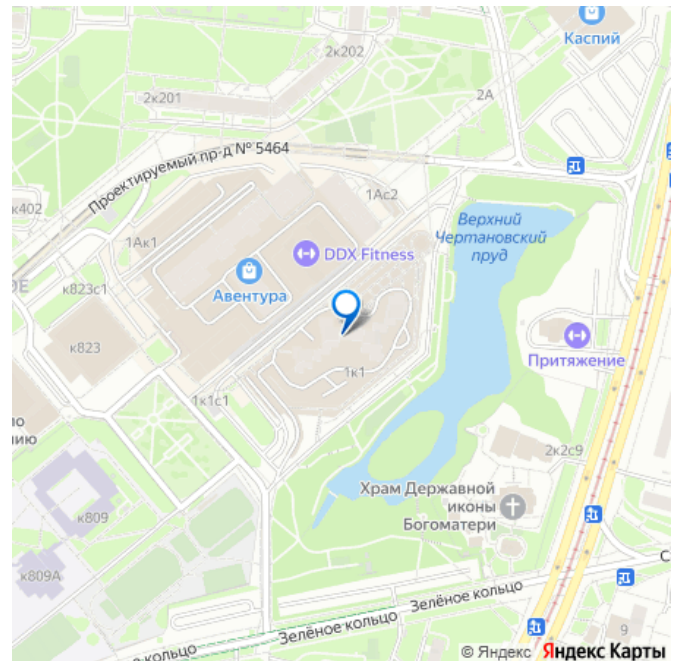 Каспий
2к202
2к201
2А
Проектируемый пр-д № 5464
к402
1Ас2
1Ак1
Верхний
Чертановский
пруд
DDX Fitness
к823с1
Авентура
к823
Притяжение
1к1
1к1с1
по
нию
2к2с9
Храм Державной
иконы
Богоматери
к809
к809А
С
Зелёное кольцо
Зелёное кольцо
кольцо
9
© Яндекс Яндекс Карты